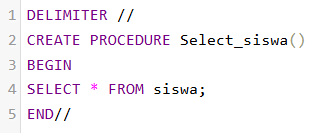 1 DELIMITER //
2 CREATE PROCEDURE Select_siswa()
3 BEGIN
4 SELECT * FROM siswa;
5 END//